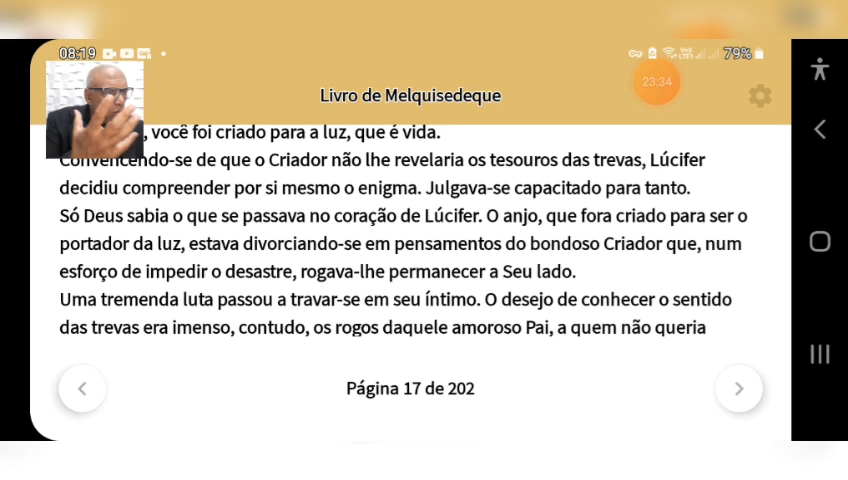 08:19
79%
23:34
Livro de Melquisedeque
, você foi criado para a luz, que é vida.
Convencendo-se de que o Criador não lhe revelaria os tesouros das trevas, Lúcifer
decidiu compreender por si mesmo o enigma. Julgava-se capacitado para tanto.
Só Deus sabia o que se passava no coração de Lúcifer. O anjo, que fora criado para ser o
portador da luz, estava divorciando-se em pensamentos do bondoso Criador que, num
esforço de impedir o desastre, rogava-lhe permanecer a Seu lado.
Uma tremenda luta passou a travar-se em seu íntimo. O desejo de conhecer o sentido
das trevas era imenso, contudo, os rogos daquele amoroso Pai, a quem não queria
Página 17 de 202